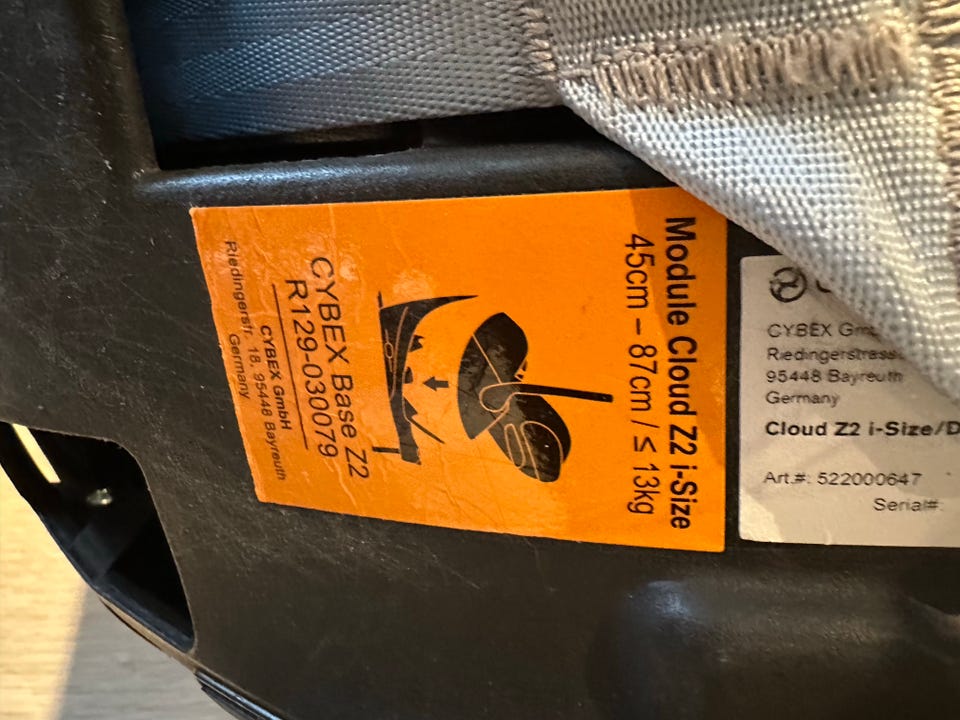 Module Cloud Z2 i-Size
45cm – 87cm / ≤ 13kg
CYBEX Base Z2
R129-030079
CYBEX GmbH
Riedingerstr. 18, 95448 Bayreuth
Germany
CYBEX
95448 Bayreuth
Germany
Cloud Z2 i-Size/D
Art.#: 522000647
Serial#: